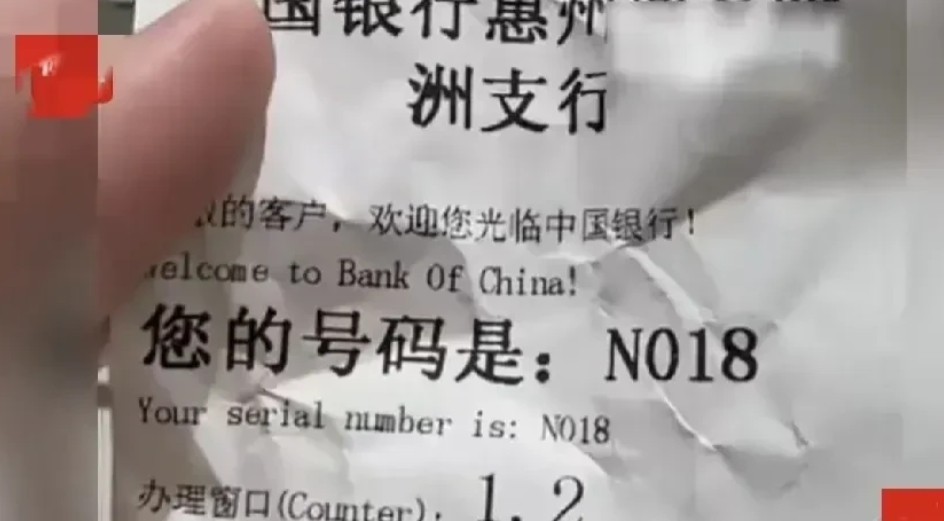 国银行惠州
洲支行
的客户，欢迎您光临中国银行！
elcome to Bank Of China!
您的号码是：N018
Your serial number is: N018
办理窗口(Counter)：1,2